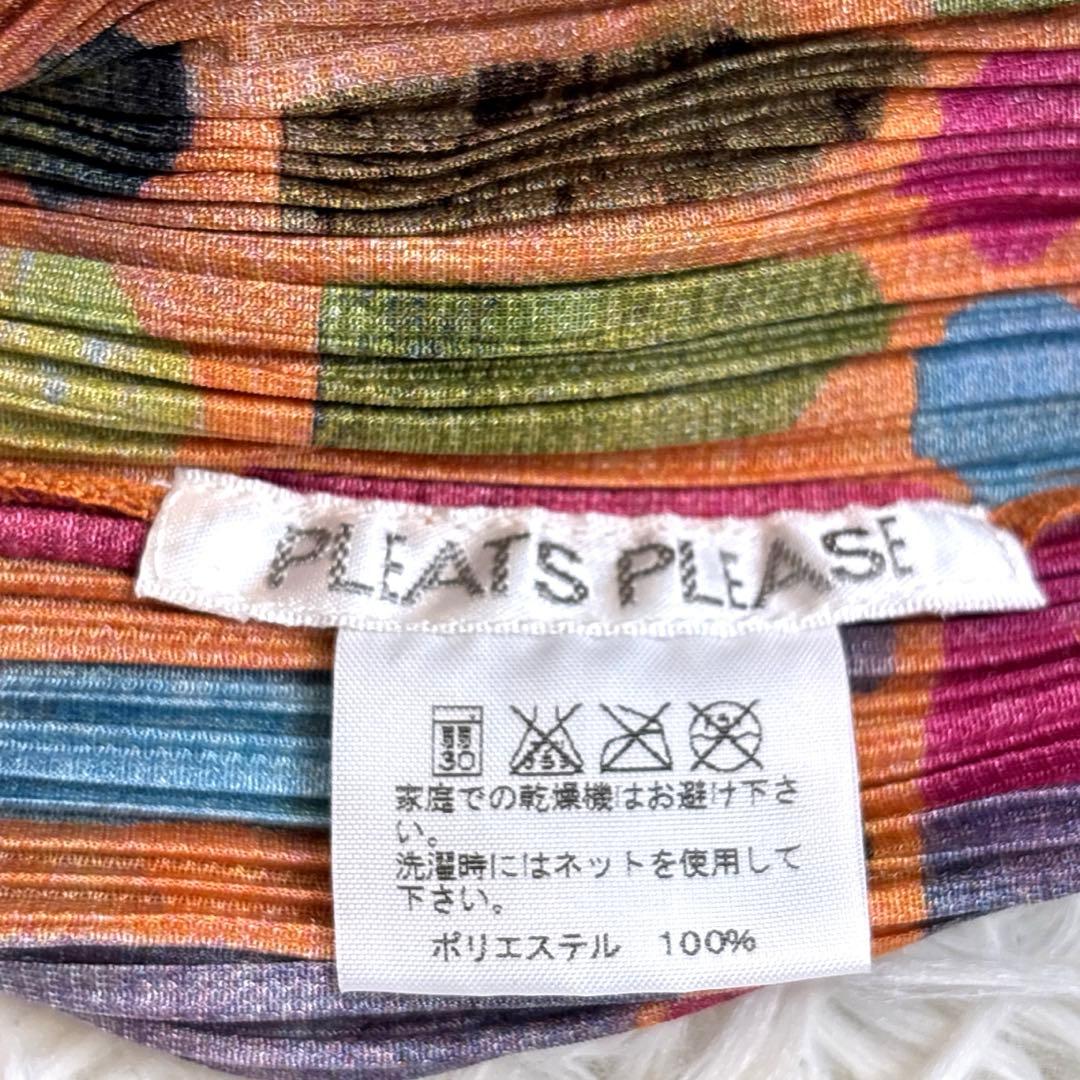 PLEATS PLEASE
弱 30
家庭での乾燥機はお避け下さ
い。
洗濯時にはネットを使用して
下さい。
ポリエステル 100%